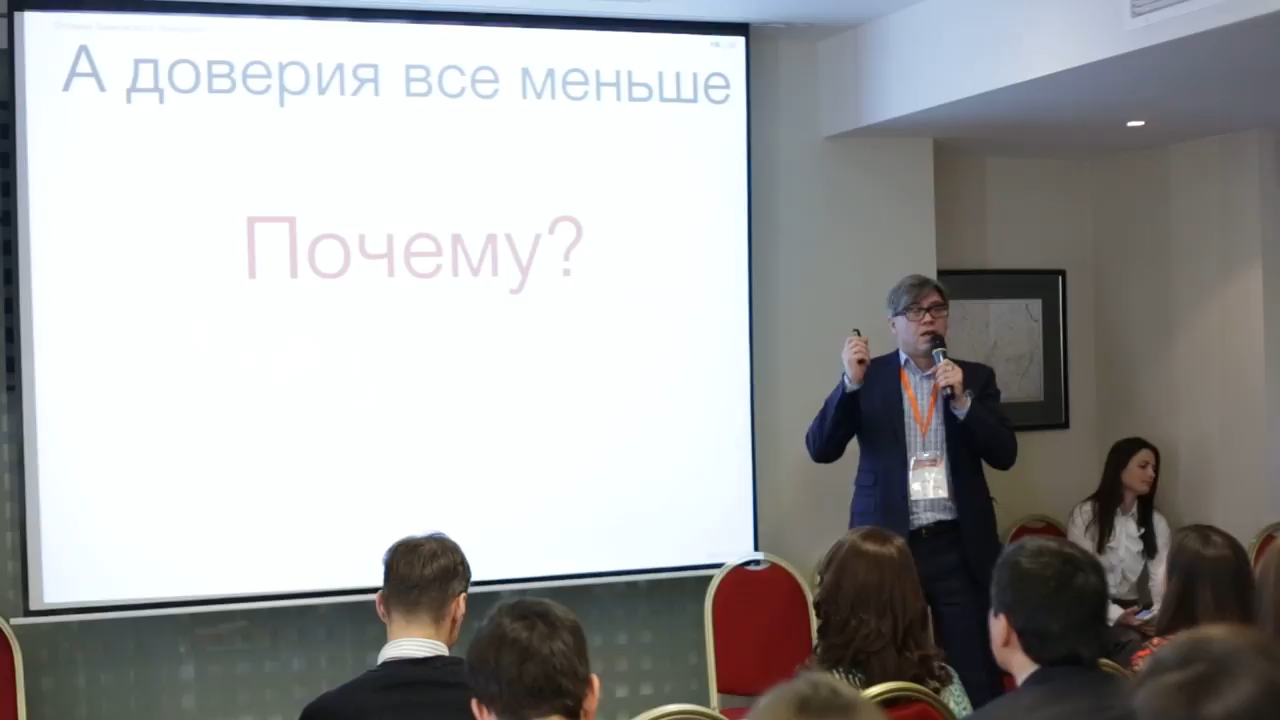 А доверия все меньше
Почему?